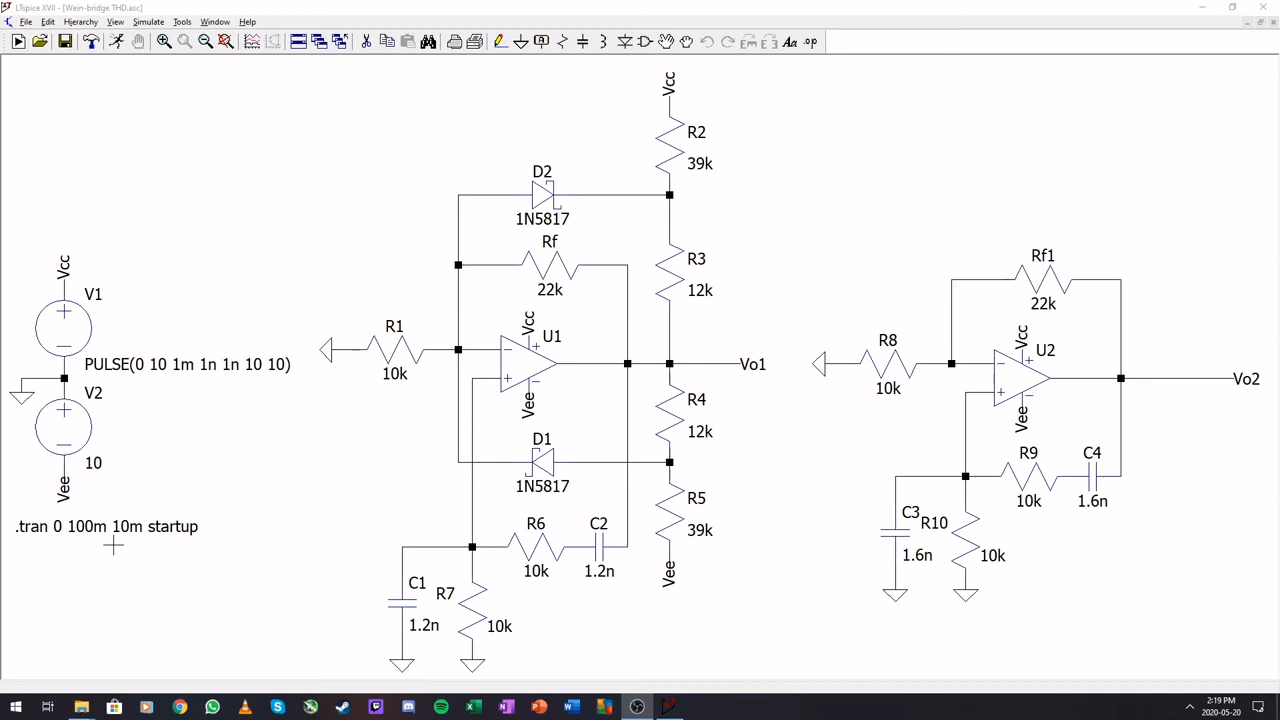 LTspice XVII - [Wein-bridge THD.asc]
File Edit Hierarchy View Simulate Tools Window Help
Aa .op
Vcc
V1
PULSE(0 10 1m 1n 1n 10 10)
V2
10
Vee
.tran 0 100m 10m startup
Vcc
R2
39k
D2
1N5817
Rf
22k
R3
12k
R1
10k
Vcc
U1
Vee
Vo1
R4
12k
D1
1N5817
R5
39k
Vee
R6
10k
C2
1.2n
C1
1.2n
R7
10k
Rf1
22k
R8
10k
Vcc
U2
Vee
Vo2
R9
10k
C4
1.6n
C3
1.6n
R10
10k
2:19 PM
2020-05-20